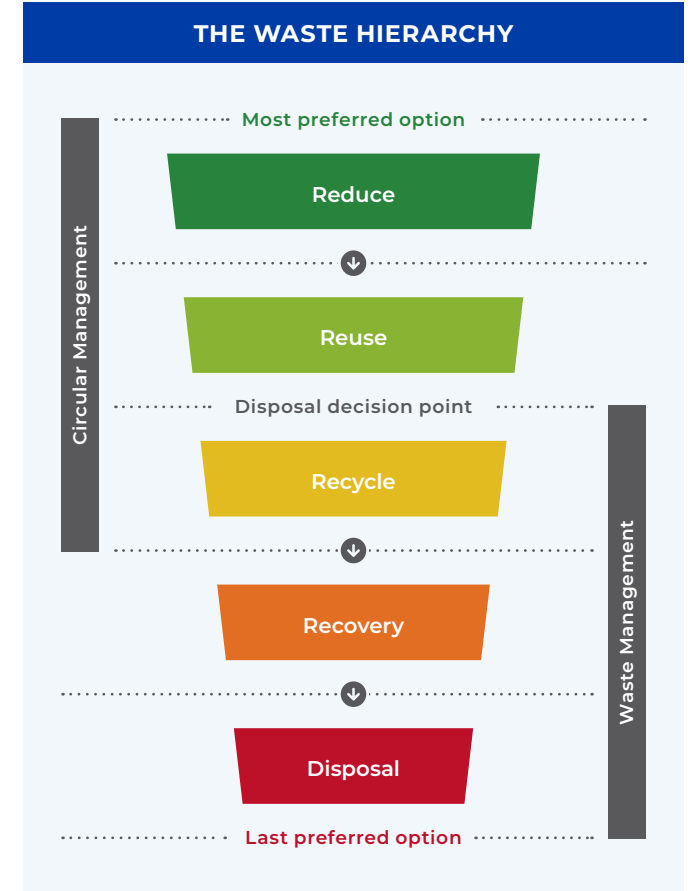 THE WASTE HIERARCHY
Most preferred option
Reduce
Circular Management
Reuse
Disposal decision point
Recycle
Recovery
Waste Management
Disposal
Last preferred option